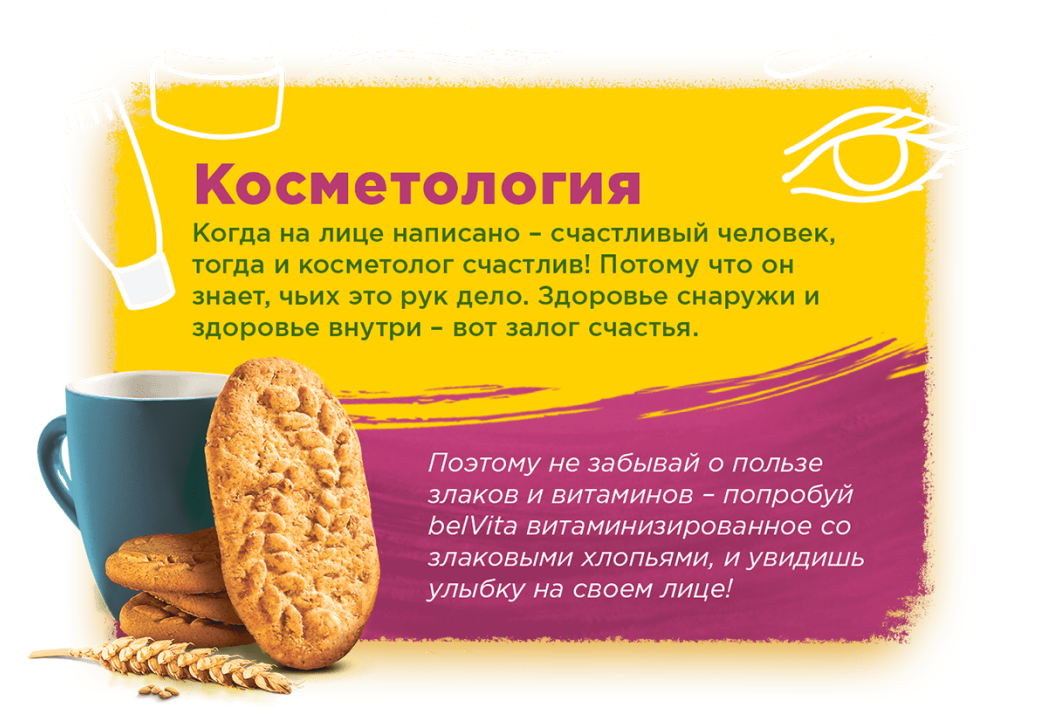 Косметология
Когда на лице написано – счастливый человек,
тогда и косметолог счастлив! Потому что он
знает, чьих это рук дело. Здоровье снаружи и
здоровье внутри – вот залог счастья.
Поэтому не забывай о пользе
злаков и витаминов – попробуй
belVita витаминизированное со
злаковыми хлопьями, и увидишь
улыбку на своем лице!